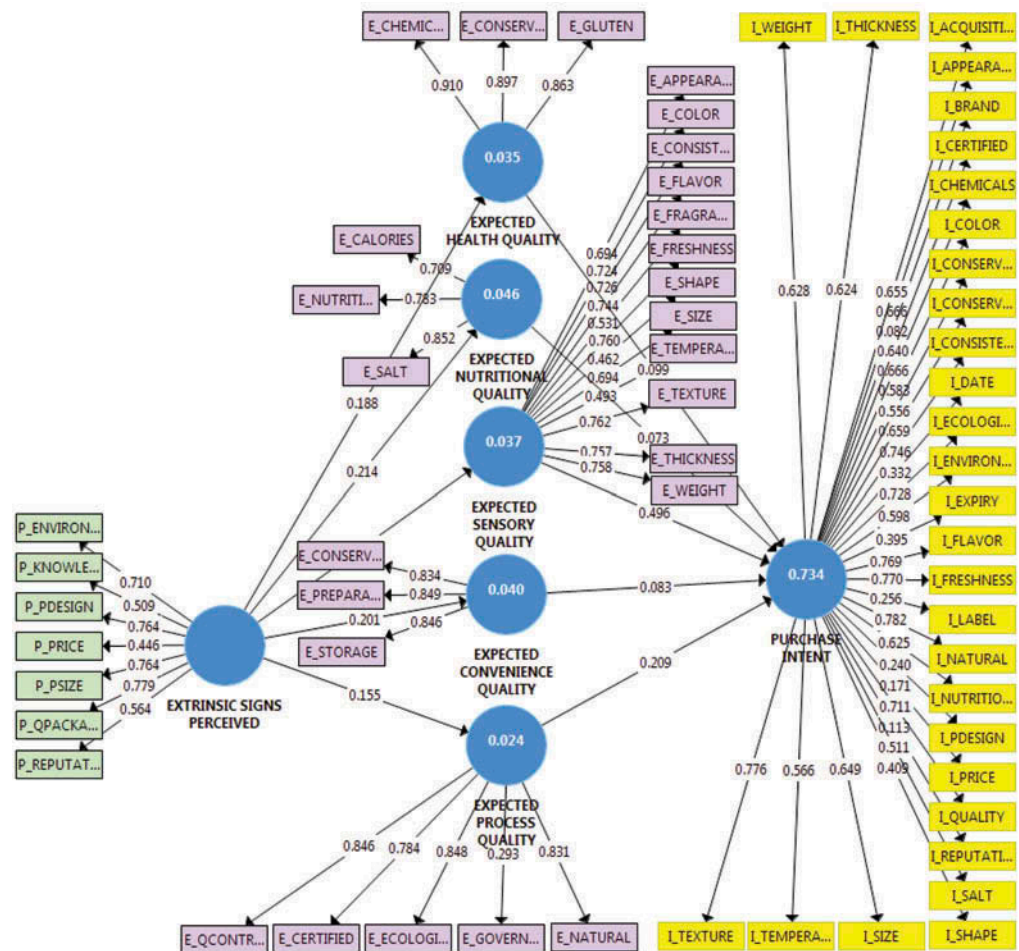 E_CHEMIC...
E_CONSERV...
E_GLUTEN
I_WEIGHT
I_THICKNESS
I_ACQUISITI...
I_APPEARA...
I_BRAND
I_CERTIFIED
I_CHEMICALS
I_COLOR
I_CONSERV...
I_CONSERV...
I_CONSISTE...
I_DATE
I_ECOLOGI...
I_ENVIRON...
I_EXPIRY
I_FLAVOR
I_FRESHNESS
I_LABEL
I_NATURAL
I_NUTRITIO...
I_PDESIGN
I_PRICE
I_QUALITY
I_REPUTATI...
I_SALT
I_SHAPE
0.910
0.897
0.863
0.035
EXPECTED
HEALTH QUALITY
E_APPEARA...
E_COLOR
E_CONSIST...
E_FLAVOR
E_FRAGRA...
E_FRESHNESS
E_SHAPE
E_SIZE
E_TEMPERA...
E_TEXTURE
E_THICKNESS
E_WEIGHT
E_CALORIES
E_NUTRITI...
E_SALT
0.709
0.783
0.852
0.046
EXPECTED
NUTRITIONAL
QUALITY
0.694
0.724
0.726
0.744
0.531
0.760
0.462
0.694
0.493
0.762
0.757
0.758
0.099
0.073
0.496
0.628
0.624
0.655
0.666
0.082
0.640
0.666
0.583
0.556
0.659
0.746
0.332
0.728
0.598
0.395
0.769
0.770
0.256
0.782
0.625
0.240
0.171
0.711
0.113
0.511
0.409
0.188
0.214
0.037
EXPECTED
SENSORY
QUALITY
P_ENVIRON...
P_KNOWLE...
P_PDESIGN
P_PRICE
P_PSIZE
P_QPACKA...
P_REPUTAT...
0.710
0.509
0.764
0.446
0.764
0.779
0.564
EXTRINSIC SIGNS
PERCEIVED
E_CONSERV...
E_PREPARA...
E_STORAGE
0.834
0.849
0.846
0.201
0.040
EXPECTED
CONVENIENCE
QUALITY
0.083
0.734
PURCHASE
INTENT
0.155
0.209
0.024
EXPECTED
PROCESS
QUALITY
0.846
0.784
0.848
0.293
0.831
0.776
0.566
0.649
E_QCONTR...
E_CERTIFIED
E_ECOLOGI...
E_GOVERN...
E_NATURAL
I_TEXTURE
I_TEMPERA...
I_SIZE